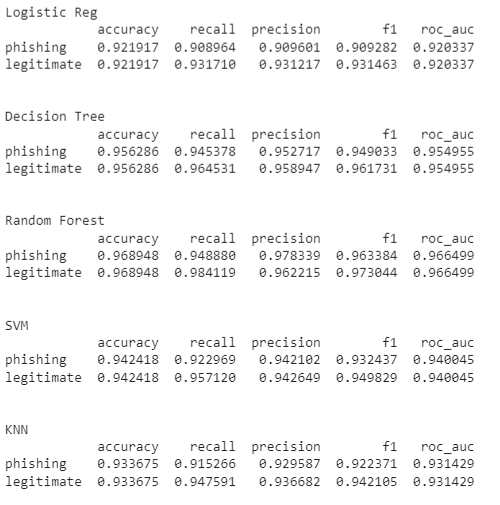 Logistic Reg
accuracy recall precision f1 roc_auc
phishing 0.921917 0.908964 0.909601 0.909282 0.920337
legitimate 0.921917 0.931710 0.931217 0.931463 0.920337
Decision Tree
accuracy recall precision f1 roc_auc
phishing 0.956286 0.945378 0.952717 0.949033 0.954955
legitimate 0.956286 0.964531 0.958947 0.961731 0.954955
Random Forest
accuracy recall precision f1 roc_auc
phishing 0.968948 0.948880 0.978339 0.963384 0.966499
legitimate 0.968948 0.984119 0.962215 0.973044 0.966499
SVM
accuracy recall precision f1 roc_auc
phishing 0.942418 0.922969 0.942102 0.932437 0.940045
legitimate 0.942418 0.957120 0.942649 0.949829 0.940045
KNN
accuracy recall precision f1 roc_auc
phishing 0.933675 0.915266 0.929587 0.922371 0.931429
legitimate 0.933675 0.947591 0.936682 0.942105 0.931429